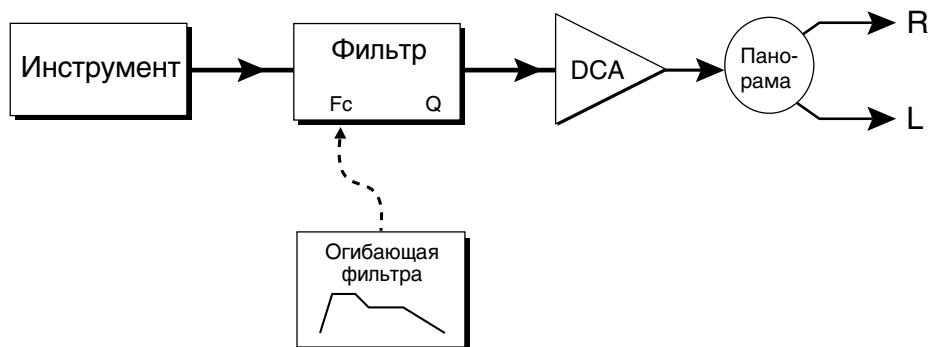 Инструмент
Фильтр
Fc
Q
DCA
Пано-
рама
R
L
Огибающая
фильтра